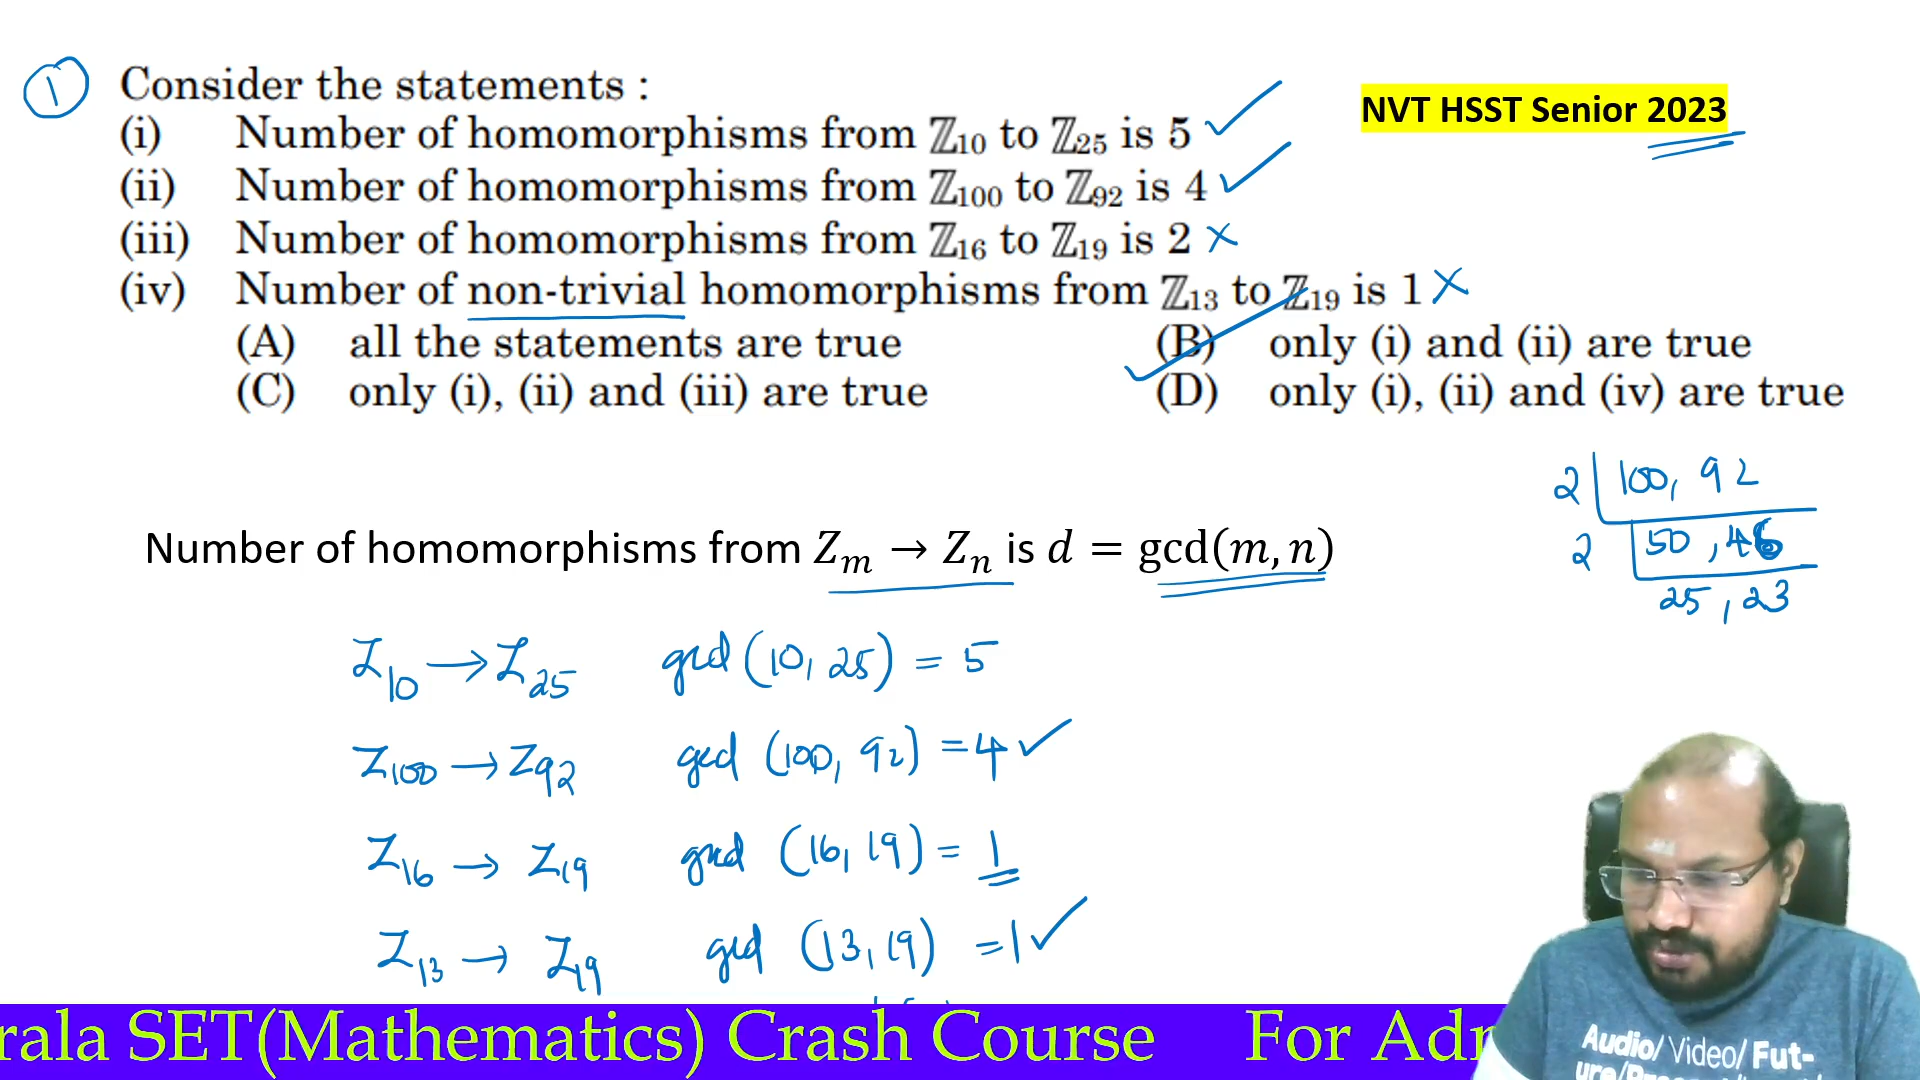 1 Consider the statements :
(i) Number of homomorphisms from ℤ₁₀ to ℤ₂₅ is 5 ✓
(ii) Number of homomorphisms from ℤ₁₀₀ to ℤ₉₂ is 4 ✓
(iii) Number of homomorphisms from ℤ₁₆ to ℤ₁₉ is 2 ×
(iv) Number of non-trivial homomorphisms from ℤ₁₃ to ℤ₁₉ is 1 ×
(A) all the statements are true (B) only (i) and (ii) are true
(C) only (i), (ii) and (iii) are true (D) only (i), (ii) and (iv) are true
NVT HSST Senior 2023
2 | 100, 92
2 | 50, 46
25, 23
Number of homomorphisms from Zₘ → Zₙ is d = gcd(m, n)
Z₁₀ → Z₂₅ gcd (10, 25) = 5
Z₁₀₀ → Z₉₂ gcd (100, 92) = 4 ✓
Z₁₆ → Z₁₉ gcd (16, 19) = 1
Z₁₃ → Z₁₉ gcd (13, 19) = 1 ✓
rala SET(Mathematics) Crash Course For Adr
Audio/Video/Fut-
ure/